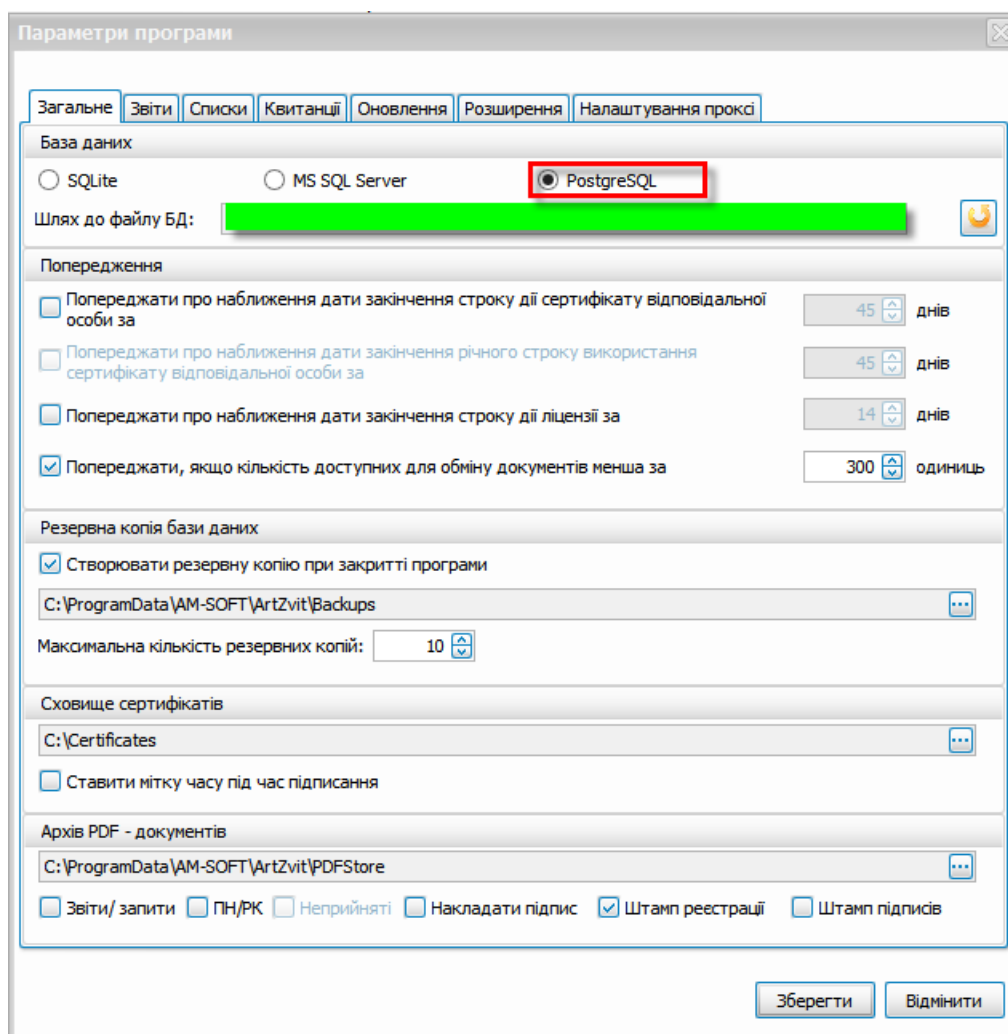 Параметри програми
Загальне Звіти Списки Квитанції Оновлення Розширення Налаштування проксі
База даних
SQLite MS SQL Server PostgreSQL
Шлях до файлу БД:
Попередження
Попереджати про наближення дати закінчення строку дії сертифікату відповідальної
особи за
45 днів
Попереджати про наближення дати закінчення річного строку використання
сертифікату відповідальної особи за
45 днів
Попереджати про наближення дати закінчення строку дії ліцензії за 14 днів
Попереджати, якщо кількість доступних для обміну документів менша за 300 одиниць
Резервна копія бази даних
Створювати резервну копію при закритті програми
C:\ProgramData\AM-SOFT\ArtZvit\Backups ...
Максимальна кількість резервних копій: 10
Сховище сертифікатів
C:\Certificates ...
Ставити мітку часу під час підписання
Архів PDF - документів
C:\ProgramData\AM-SOFT\ArtZvit\PDFStore ...
Звіти/ запити ПН/РК Неприйняті Накладати підпис Штамп реєстрації Штамп підписів
Зберегти Відмінити